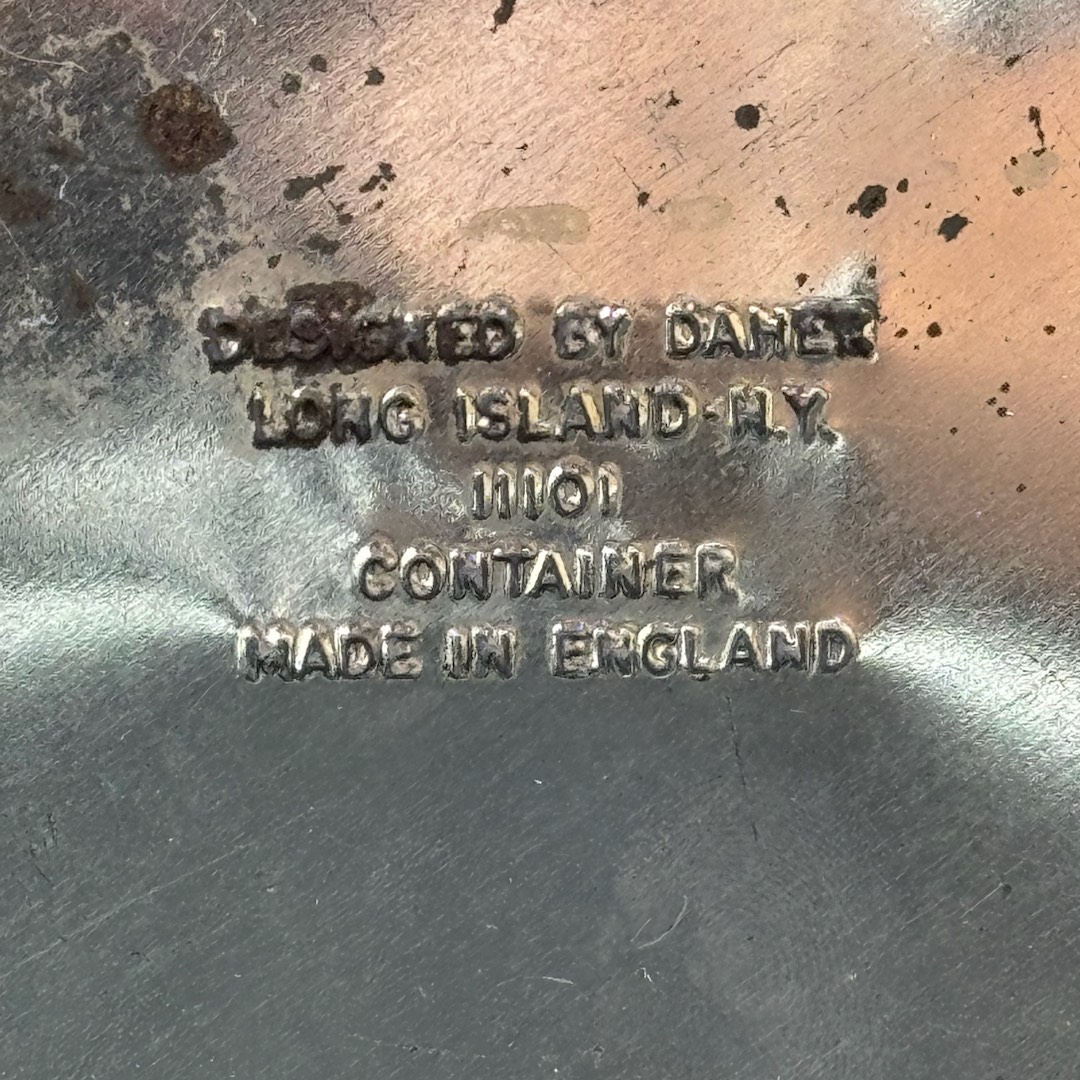 DESIGNED BY DAHER
LONG ISLAND·N.Y.
11101
CONTAINER
MADE IN ENGLAND